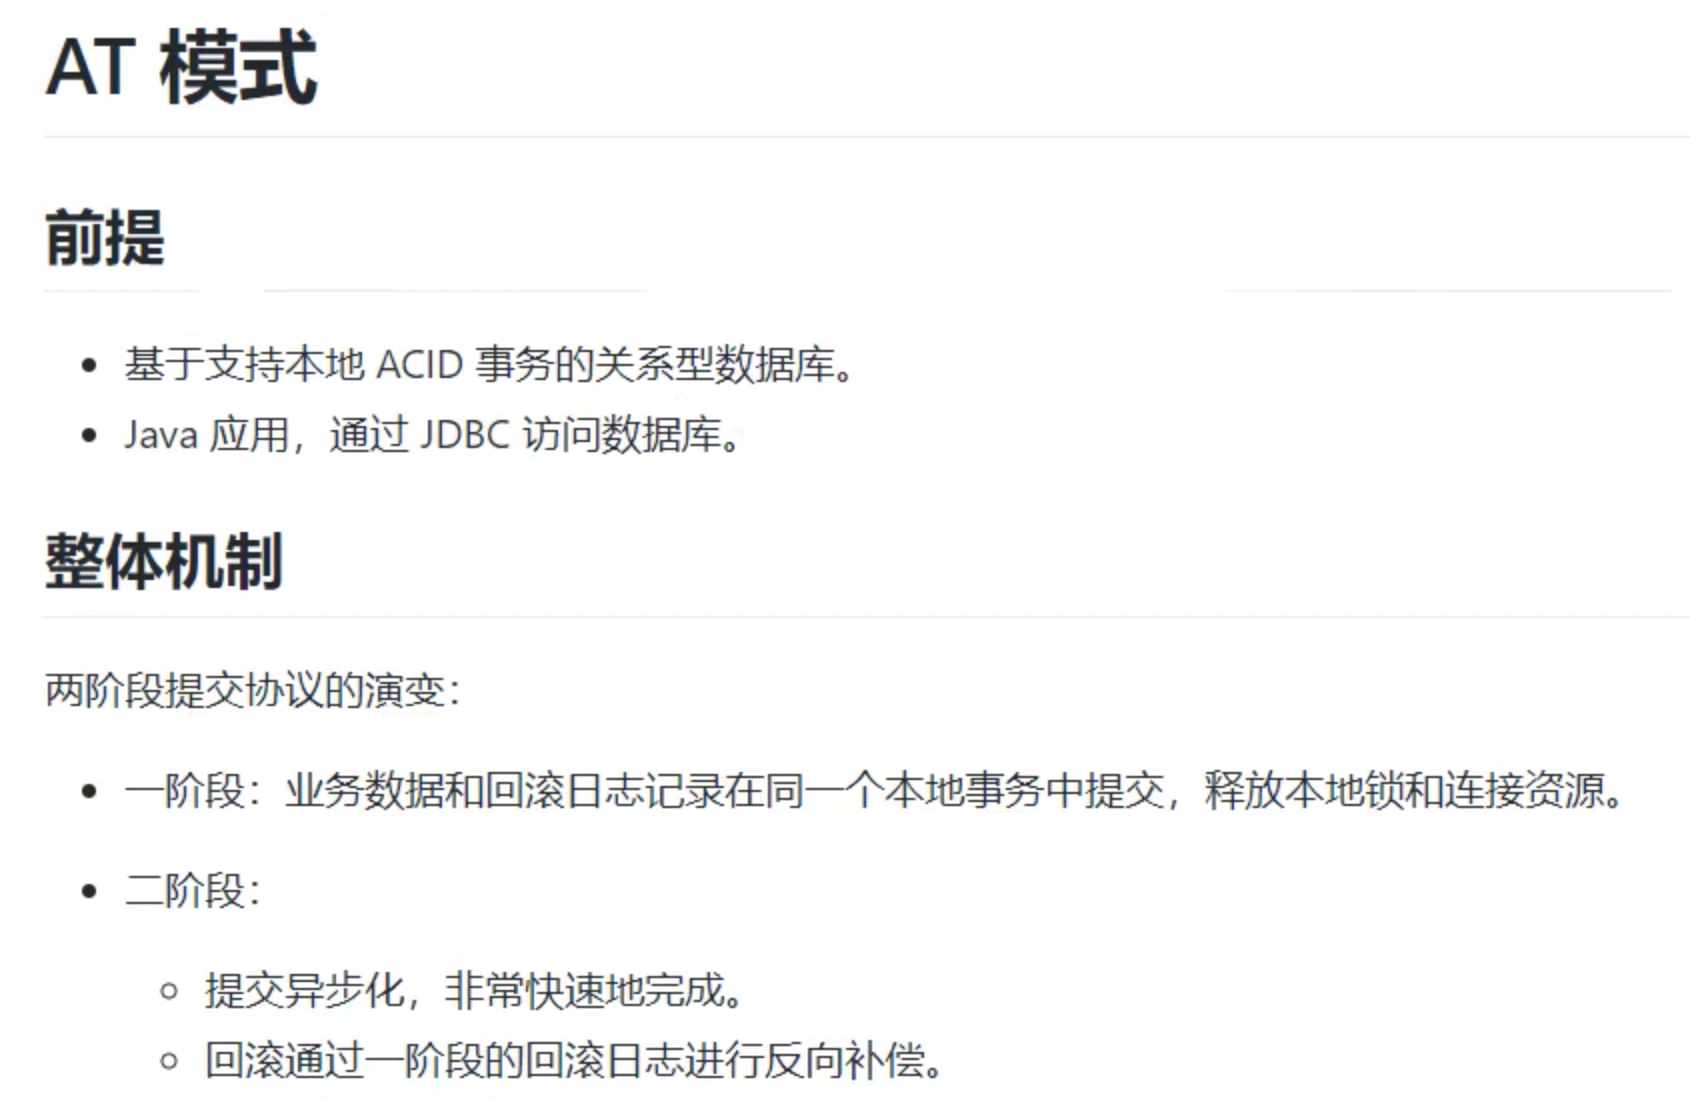 AT 模式
前提
基于支持本地 ACID 事务的关系型数据库。
Java 应用，通过 JDBC 访问数据库。
整体机制
两阶段提交协议的演变：
一阶段：业务数据和回滚日志记录在同一个本地事务中提交，释放本地锁和连接资源。
二阶段：
提交异步化，非常快速地完成。
回滚通过一阶段的回滚日志进行反向补偿。